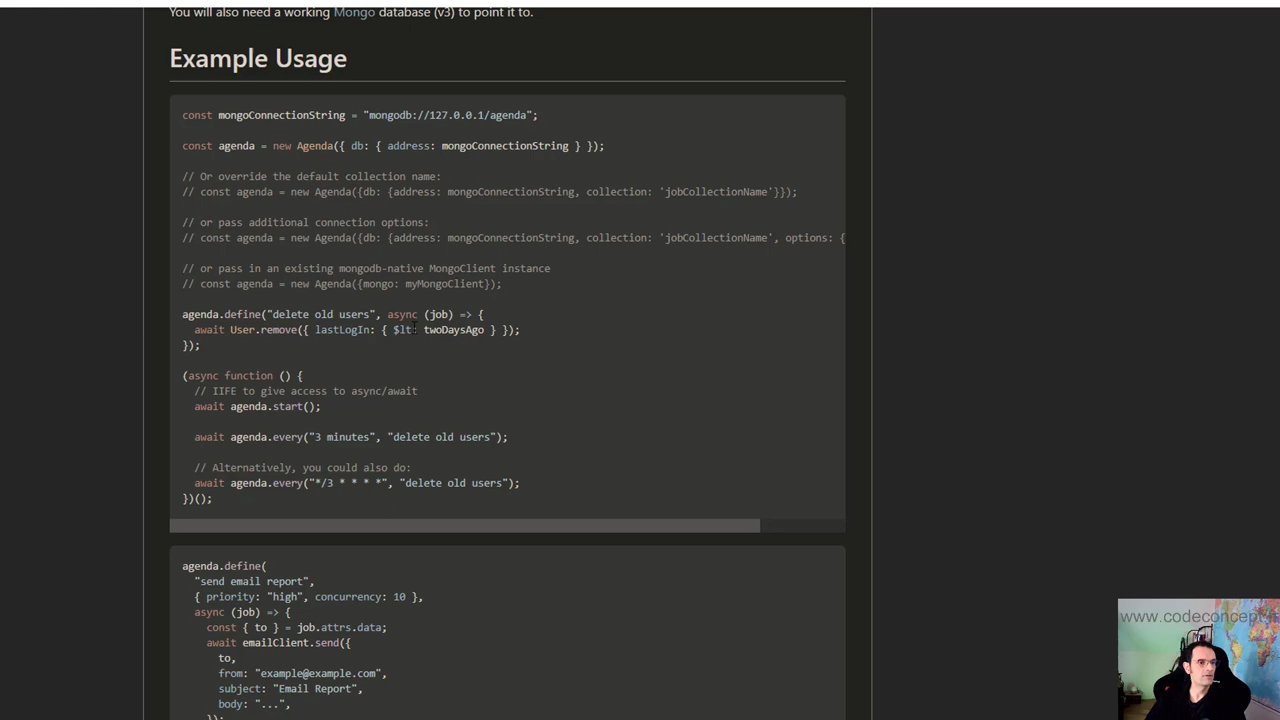 You will also need a working Mongo database (v3) to point it to.
Example Usage
const mongoConnectionString = "mongodb://127.0.0.1/agenda";
const agenda = new Agenda({ db: { address: mongoConnectionString } });
// Or override the default collection name:
// const agenda = new Agenda({db: {address: mongoConnectionString, collection: 'jobCollectionName'}});
// or pass additional connection options:
// const agenda = new Agenda({db: {address: mongoConnectionString, collection: 'jobCollectionName', options: {
// or pass in an existing mongodb-native MongoClient instance
// const agenda = new Agenda({mongo: myMongoClient});
agenda.define("delete old users", async (job) => {
await User.remove({ lastLogIn: { $lt: twoDaysAgo } });
});
(async function () {
// IIFE to give access to async/await
await agenda.start();
await agenda.every("3 minutes", "delete old users");
// Alternatively, you could also do:
await agenda.every("*/3 * * * *", "delete old users");
})();
agenda.define(
"send email report",
{ priority: "high", concurrency: 10 },
async (job) => {
const { to } = job.attrs.data;
await emailClient.send({
to,
from: "example@example.com",
subject: "Email Report",
body: "...",
});
www.codeconcept.